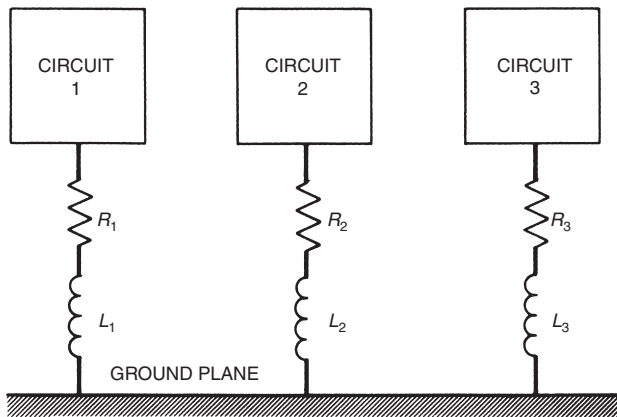 CIRCUIT
1
CIRCUIT
2
CIRCUIT
3
R1
R2
R3
L1
L2
L3
GROUND PLANE